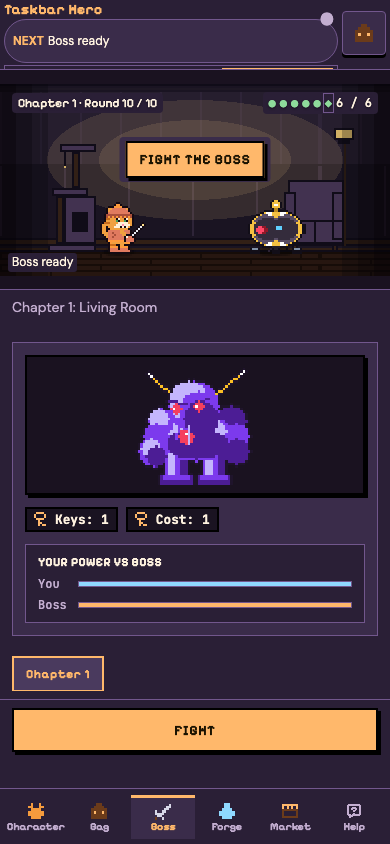 Taskbar Hero
NEXT Boss ready
Chapter 1 · Round 10 / 10
6 / 6
FIGHT THE BOSS
Boss ready
Chapter 1: Living Room
Keys: 1
Cost: 1
YOUR POWER VS BOSS
You
Boss
Chapter 1
FIGHT
Character
Bag
Boss
Forge
Market
Help